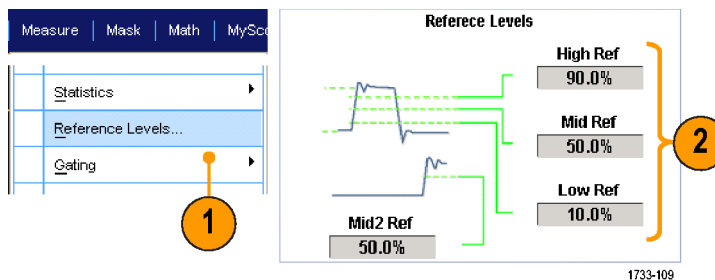 Measure | Mask | Math | MySco
Statistics
Reference Levels...
Gating
1
Referece Levels
High Ref
90.0%
Mid Ref
50.0%
Low Ref
10.0%
Mid2 Ref
50.0%
2
1733-109